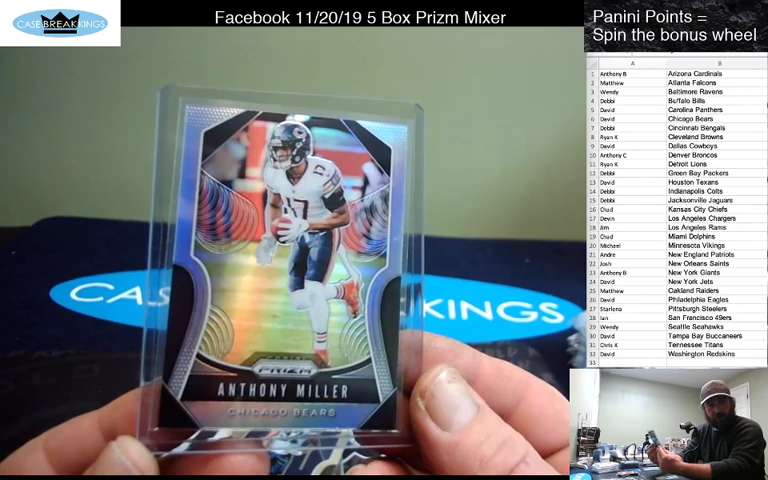 CASE BREAK KINGS
Facebook 11/20/19 5 Box Prizm Mixer
Panini Points =
Spin the bonus wheel
A B
1 Anthony B Arizona Cardinals
2 Matthew Atlanta Falcons
3 Wendy Baltimore Ravens
4 Debbi Buffalo Bills
5 David Carolina Panthers
6 David Chicago Bears
7 Debbi Cincinnati Bengals
8 Ryan K Cleveland Browns
9 David Dallas Cowboys
10 Anthony C Denver Broncos
11 Ryan K Detroit Lions
12 Debbi Green Bay Packers
13 David Houston Texans
14 Debbi Indianapolis Colts
15 Debbi Jacksonville Jaguars
16 Chad Kansas City Chiefs
17 Devin Los Angeles Chargers
18 Jim Los Angeles Rams
19 Chad Miami Dolphins
20 Michael Minnesota Vikings
21 Andre New England Patriots
22 Josh New Orleans Saints
23 Anthony B New York Giants
24 David New York Jets
25 Matthew Oakland Raiders
26 David Philadelphia Eagles
27 Starlena Pittsburgh Steelers
28 Ian San Francisco 49ers
29 Wendy Seattle Seahawks
30 David Tampa Bay Buccaneers
31 Chris K Tennessee Titans
32 David Washington Redskins
33
17
17
CAS KINGS
PANINI
PRIZM
ANTHONY MILLER
CHICAGO BEARS